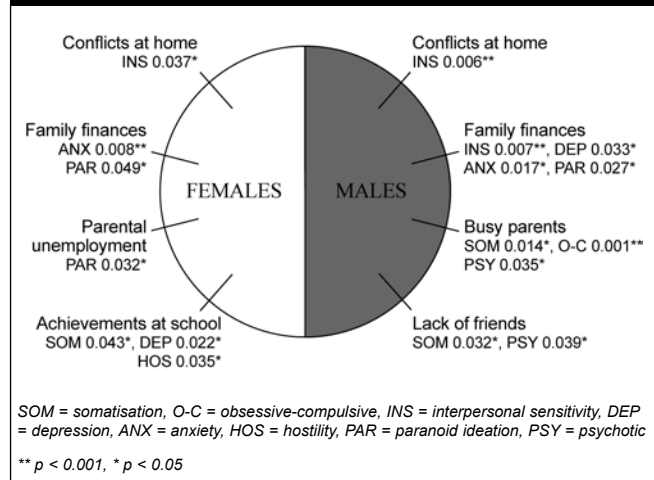 Conflicts at home
INS 0.037*
Family finances
ANX 0.008**
PAR 0.049*
Parental
unemployment
PAR 0.032*
Achievements at school
SOM 0.043*, DEP 0.022*
HOS 0.035*
FEMALES
MALES
Conflicts at home
INS 0.006**
Family finances
INS 0.007**, DEP 0.033*
ANX 0.017*, PAR 0.027*
Busy parents
SOM 0.014*, O-C 0.001**
PSY 0.035*
Lack of friends
SOM 0.032*, PSY 0.039*
SOM = somatisation, O-C = obsessive-compulsive, INS = interpersonal sensitivity, DEP
= depression, ANX = anxiety, HOS = hostility, PAR = paranoid ideation, PSY = psychotic
** p < 0.001, * p < 0.05